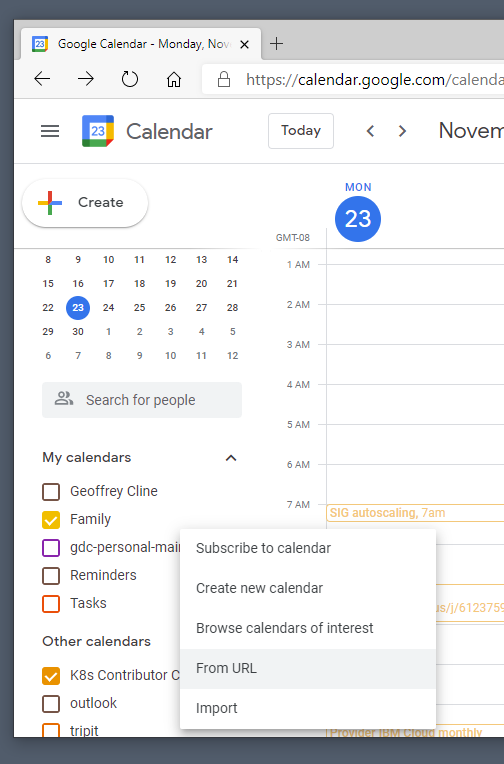 Google Calendar - Monday, Nov
https://calendar.google.com/calenda
23
Calendar
Today
Novem
Create
MON
23
GMT-08
8 9 10 11 12 13 14
15 16 17 18 19 20 21
22 23 24 25 26 27 28
29 30 1 2 3 4 5
6 7 8 9 10 11 12
Search for people
My calendars
Geoffrey Cline
Family
gdc-personal-mai
Reminders
Tasks
Other calendars
K8s Contributor C
outlook
tripit
1 AM
2 AM
3 AM
4 AM
5 AM
6 AM
7 AM
SIG autoscaling, 7am
us/j/6123759
Provider IBM Cloud monthly
Subscribe to calendar
Create new calendar
Browse calendars of interest
From URL
Import